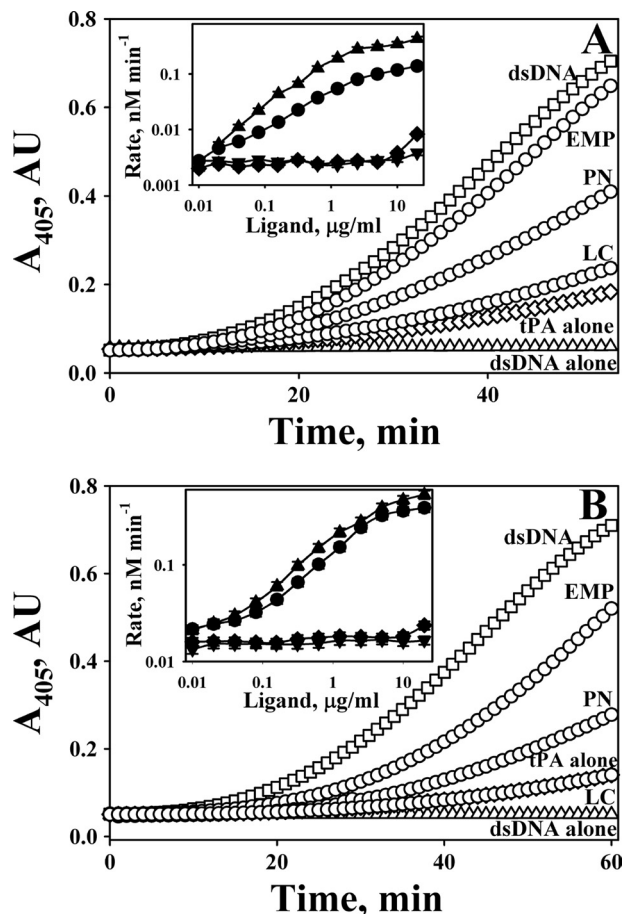 0.8
A
dsDNA
0.1
EMP
0.6
0.01
PN
Rate, nM min⁻¹
0.001
0.01 0.1 1 10
Ligand, µg/ml
A₄₀₅, AU
0.4
LC
0.2
tPA alone
dsDNA alone
0.0
0 20 40
Time, min
0.8
B
dsDNA
EMP
0.6
0.1
Rate, nM min⁻¹
PN
0.01
0.01 0.1 1 10
Ligand, µg/ml
A₄₀₅, AU
0.4
tPA alone
0.2
LC
dsDNA alone
0.0
0 20 40 60
Time, min